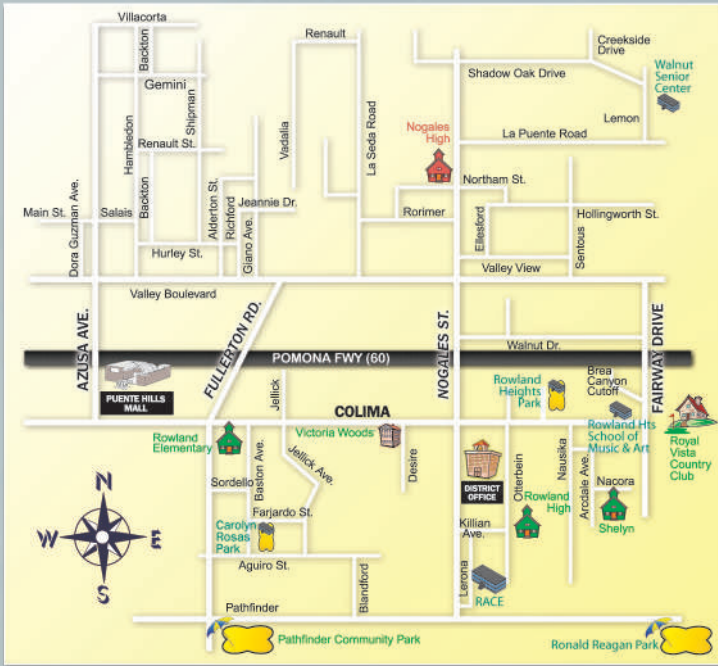 Villacorta
Backton
Renault
Creekside
Drive
Gemini
Shadow Oak Drive
Walnut
Senior
Center
Shipman
Hambledon
Renault St.
Vadalia
La Seda Road
Nogales
High
Lemon
La Puente Road
Backton
Alderton St.
Richford
Jeannie Dr.
Giano Ave.
Northam St.
Main St.
Salais
Dora Guzman Ave.
Rorimer
Ellesford
Hollingworth St.
Sentous
Hurley St.
Valley View
Valley Boulevard
AZUSA AVE.
FULLERTON RD.
NOGALES ST.
FAIRWAY DRIVE
Walnut Dr.
POMONA FWY (60)
PUENTE HILLS
MALL
Jellick
Rowland
Heights
Park
Brea
Canyon
Cutoff
COLIMA
Rowland Hts
School of
Music & Art
Royal
Vista
Country
Club
Rowland
Elementary
Victoria Woods
Baston Ave.
Jellick Ave.
Desire
DISTRICT
OFFICE
Otterbein
Nausika
Arcdale Ave.
Nacora
Sordello
Rowland
High
Shelyn
Farjardo St.
Carolyn
Rosas
Park
Killian
Ave.
N
W
E
S
Aguiro St.
Blandford
Lerona
RACE
Pathfinder
Pathfinder Community Park
Ronald Reagan Park